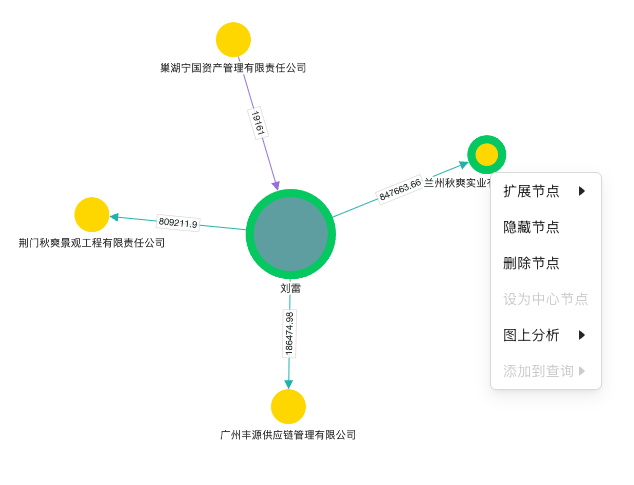 巢湖宁国资产管理有限责任公司
19161
847663.66
兰州秋爽实业
扩展节点
隐藏节点
809211.9
荆门秋爽景观工程有限责任公司
删除节点
刘雷
设为中心节点
186474.98
图上分析
添加到查询
广州丰源供应链管理有限公司